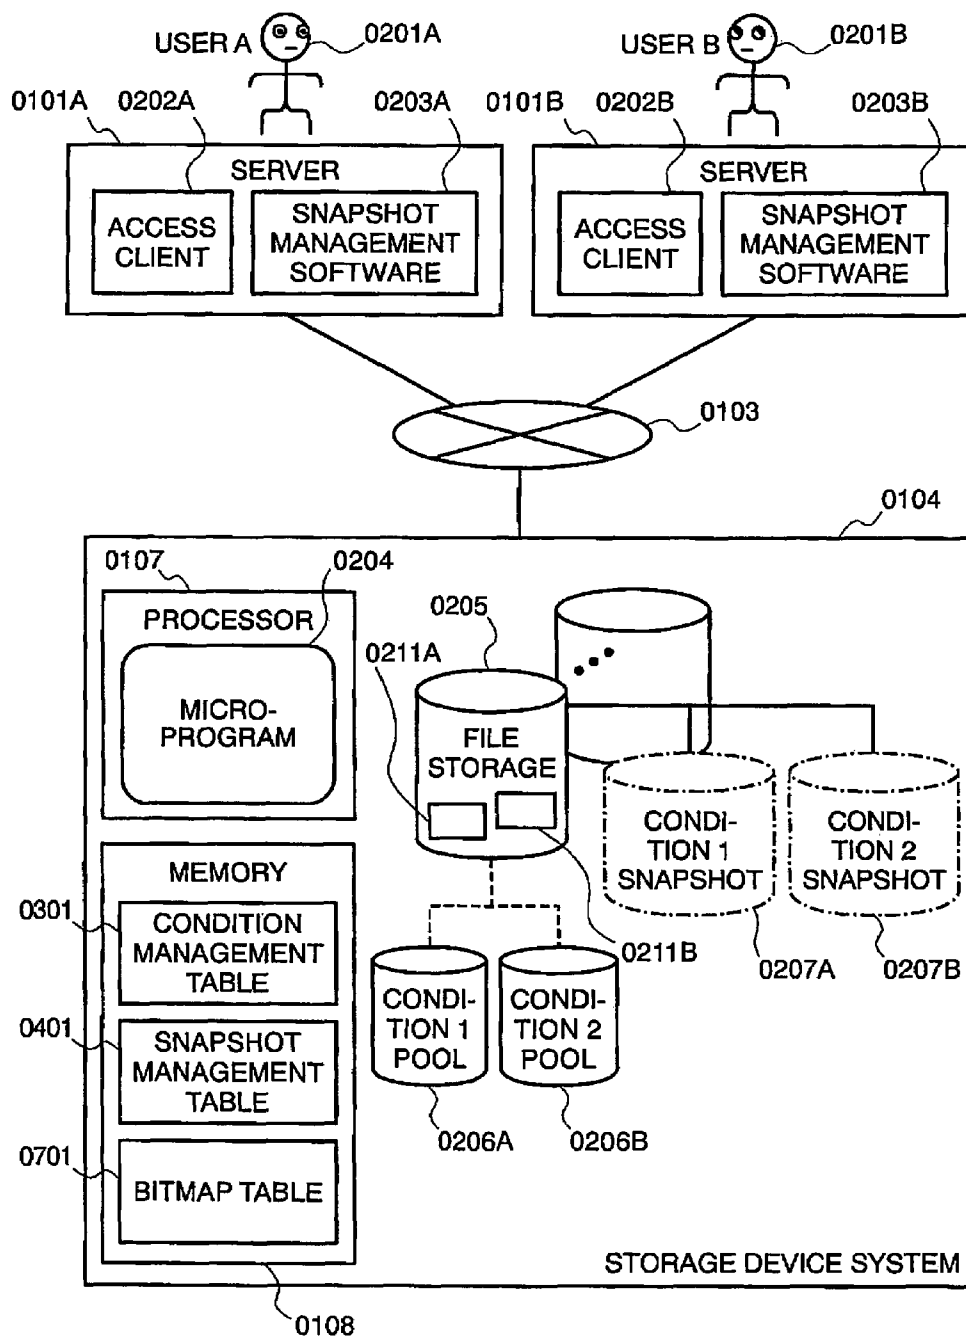 USER A
0201A
USER B
0201B
0101A
0202A
0203A
0101B
0202B
0203B
SERVER
ACCESS
CLIENT
SNAPSHOT
MANAGEMENT
SOFTWARE
SERVER
ACCESS
CLIENT
SNAPSHOT
MANAGEMENT
SOFTWARE
0103
0104
0107
0204
PROCESSOR
MICRO-
PROGRAM
0205
0211A
FILE
STORAGE
CONDI-
TION 1
SNAPSHOT
CONDI-
TION 2
SNAPSHOT
0211B
0207A
0207B
MEMORY
0301
CONDITION
MANAGEMENT
TABLE
0401
SNAPSHOT
MANAGEMENT
TABLE
0701
BITMAP TABLE
CONDI-
TION 1
POOL
CONDI-
TION 2
POOL
0206A
0206B
STORAGE DEVICE SYSTEM
0108